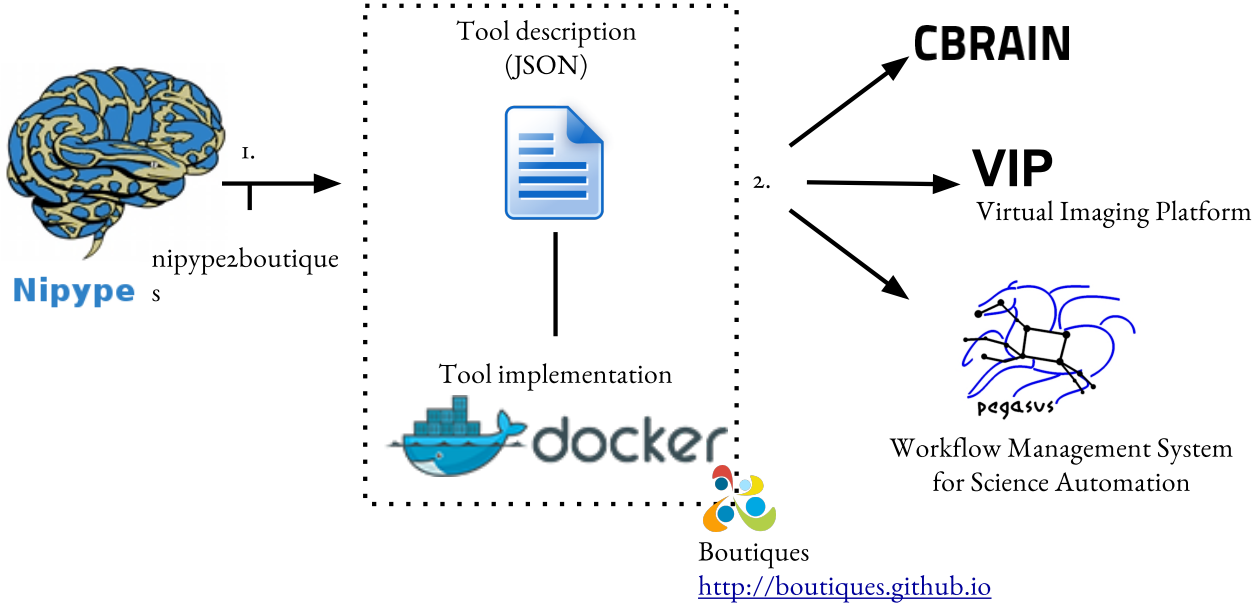 Nipype
1.
nipype2boutique
s
Tool description
(JSON)
Tool implementation
docker
Boutiques
http://boutiques.github.io
2.
CBRAIN
VIP
Virtual Imaging Platform
pegasus
Workflow Management System
for Science Automation